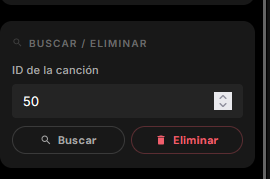 BUSCAR / ELIMINAR
ID de la canción
50
Buscar Eliminar